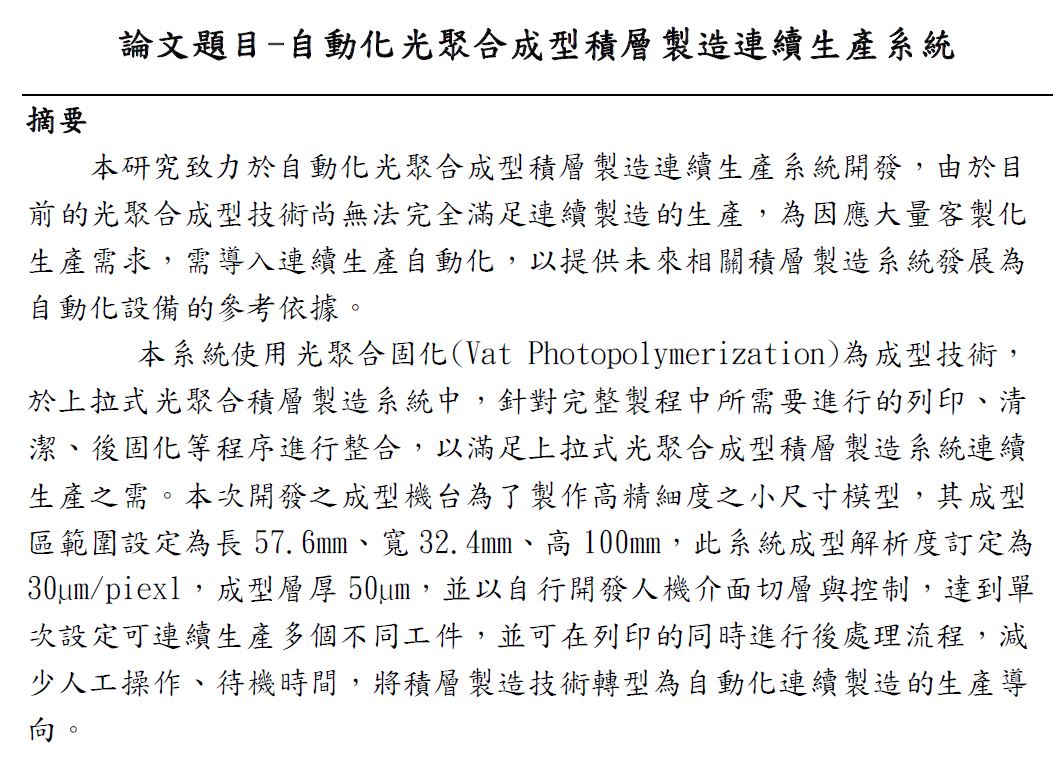 論文題目-自動化光聚合成型積層製造連續生產系統
摘要
本研究致力於自動化光聚合成型積層製造連續生產系統開發，由於目
前的光聚合成型技術尚無法完全滿足連續製造的生產，為因應大量客製化
生產需求，需導入連續生產自動化，以提供未來相關積層製造系統發展為
自動化設備的參考依據。
本系統使用光聚合固化(Vat Photopolymerization)為成型技術，
於上拉式光聚合積層製造系統中，針對完整製程中所需要進行的列印、清
潔、後固化等程序進行整合，以滿足上拉式光聚合成型積層製造系統連續
生產之需。本次開發之成型機台為了製作高精細度之小尺寸模型，其成型
區範圍設定為長 57.6mm、寬 32.4mm、高 100mm，此系統成型解析度訂定為
30μm/piexl，成型層厚 50μm，並以自行開發人機介面切層與控制，達到單
次設定可連續生產多個不同工件，並可在列印的同時進行後處理流程，減
少人工操作、待機時間，將積層製造技術轉型為自動化連續製造的生產導
向。